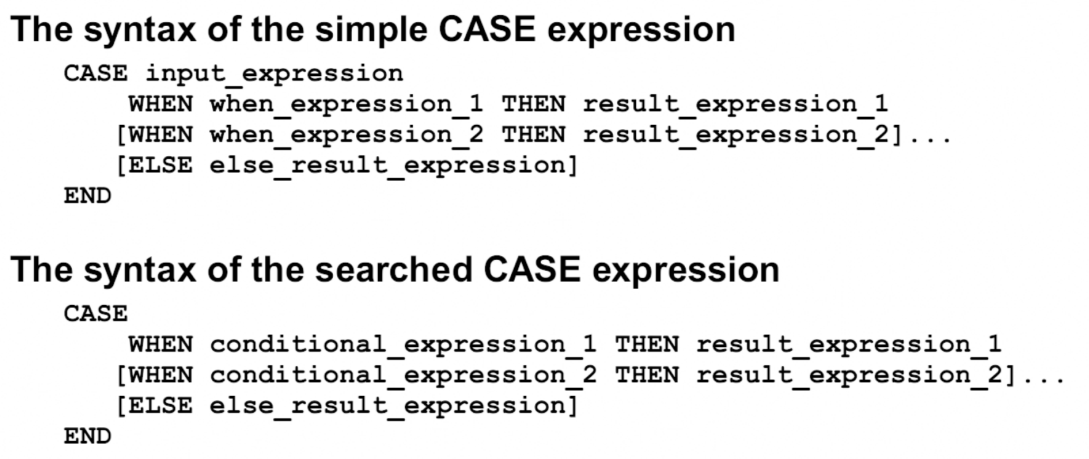 The syntax of the simple CASE expression
CASE input_expression
WHEN when_expression_1 THEN result_expression_1
[WHEN when_expression_2 THEN result_expression_2]...
[ELSE else_result_expression]
END
The syntax of the searched CASE expression
CASE
WHEN conditional_expression_1 THEN result_expression_1
[WHEN conditional_expression_2 THEN result_expression_2]...
[ELSE else_result_expression]
END